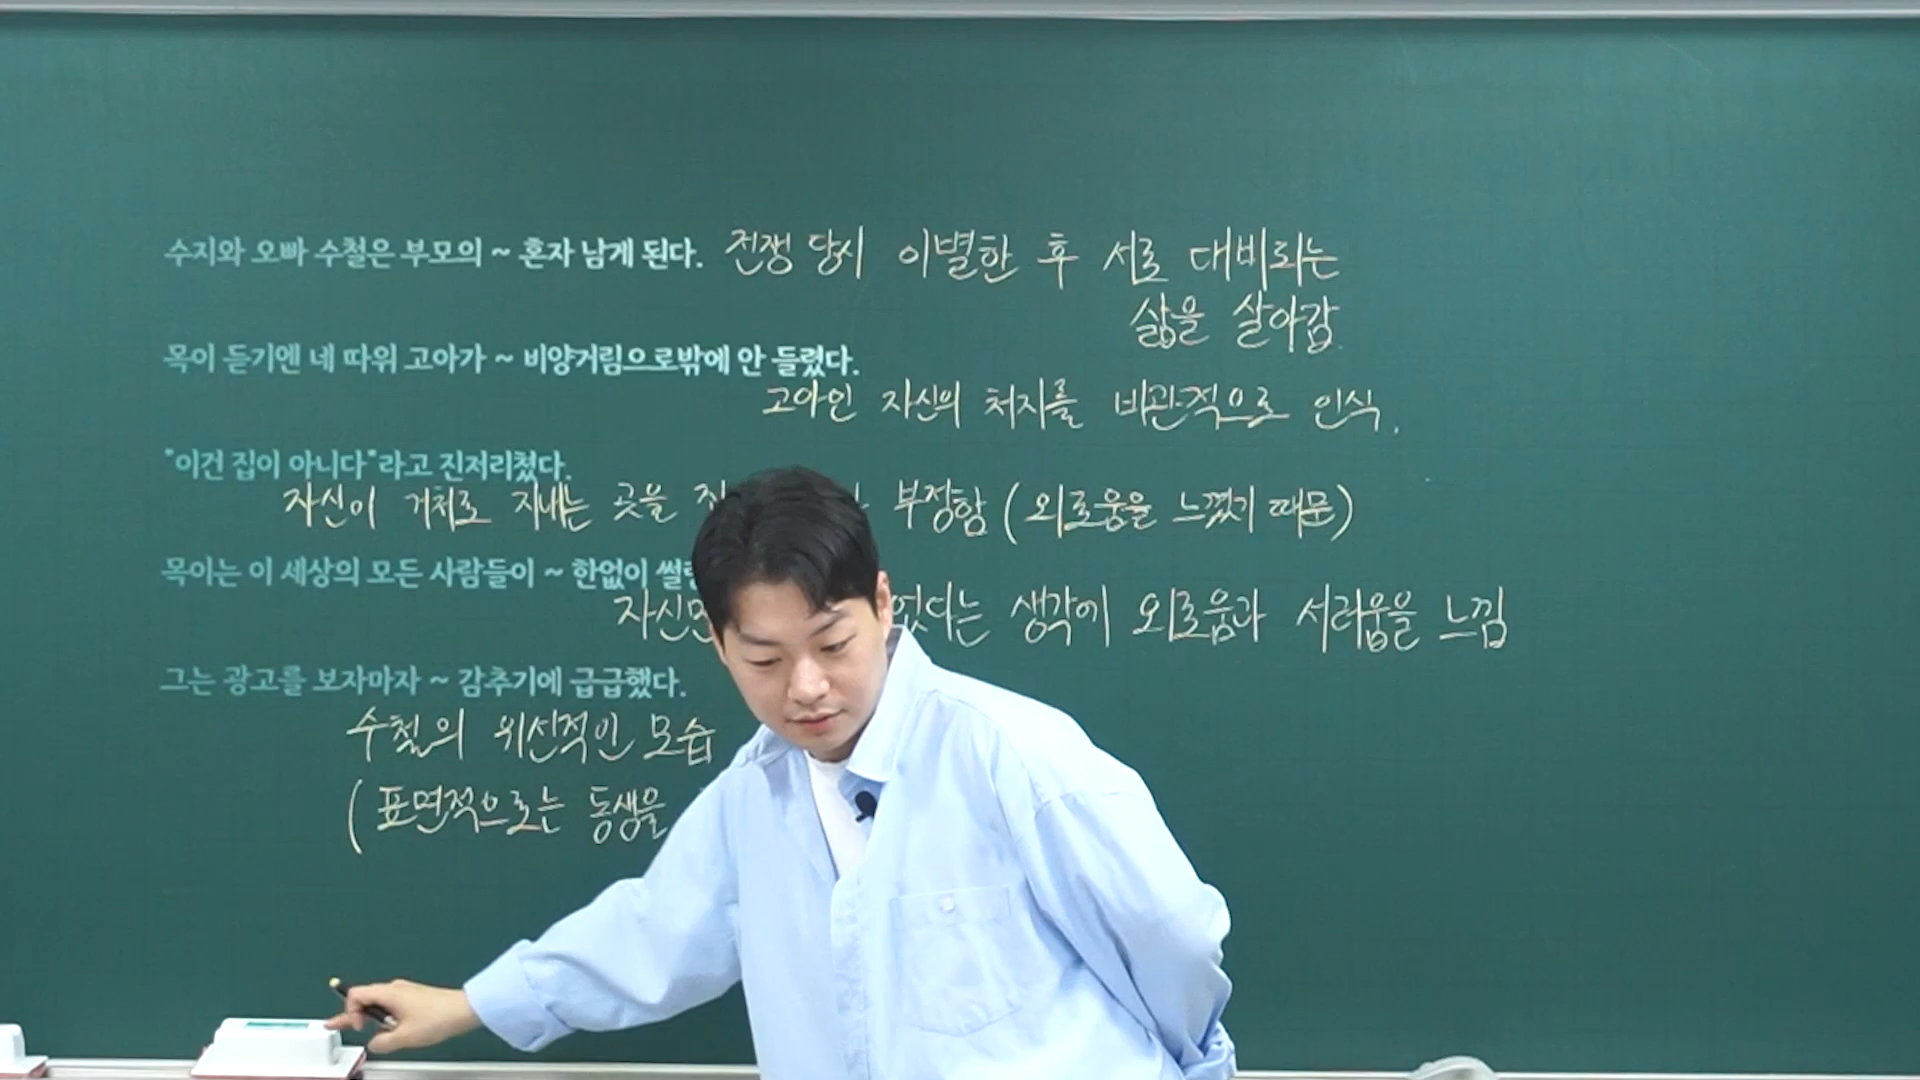 수지와 오빠 수철은 부모의 ~ 혼자 남게 된다. 전쟁 당시 이별한 후 서로 대비되는
삶을 살아감.
목이 듣기엔 네 따위 고아가 ~ 비양거림으로밖에 안 들렸다.
고아인 자신의 처지를 비관적으로 인식.
"이건 집이 아니다"라고 진저리쳤다.
자신이 거처로 지내는 곳을 부정함 (외로움을 느꼈기 때문)
목이는 이 세상의 모든 사람들이 ~ 한없이
자신만 없다는 생각에 외로움과 서러움을 느낌
그는 광고를 보자마자 ~ 감추기에 급급했다.
수철의 위선적인 모습
(표면적으로는 동생을